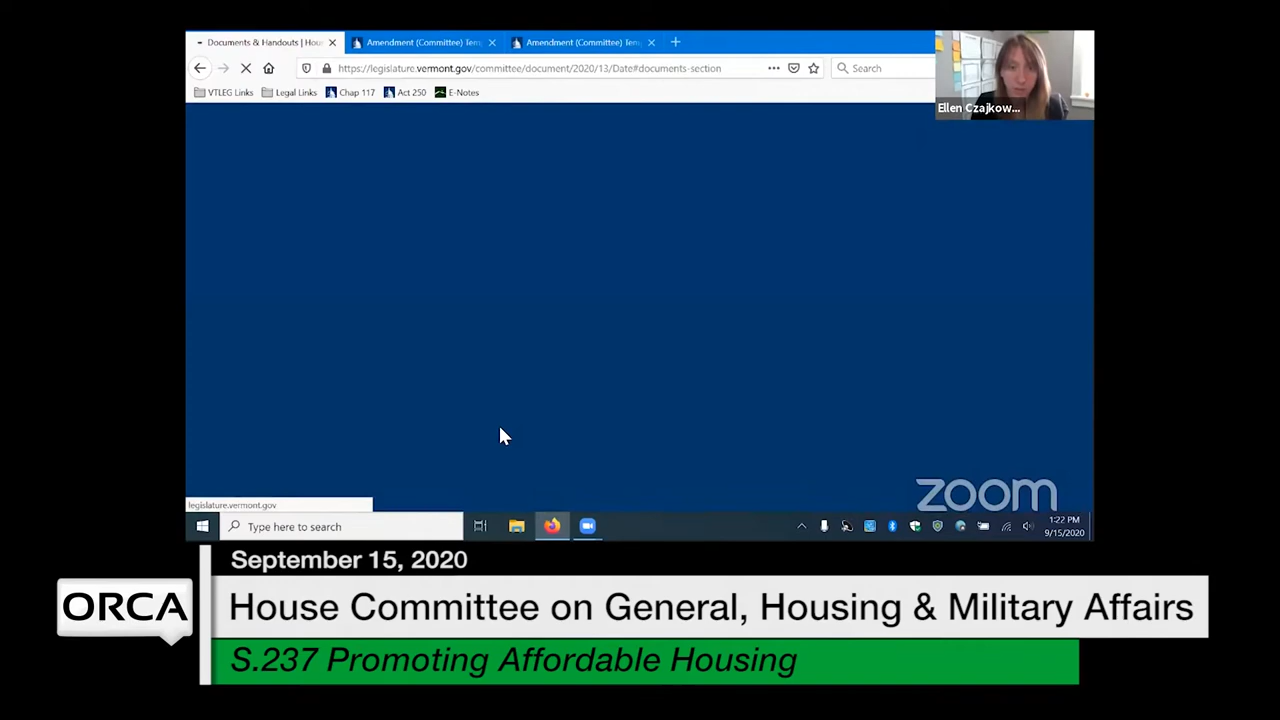 Documents & Handouts | Hous
Amendment (Committee) Temp
Amendment (Committee) Temp
https://legislature.vermont.gov/committee/document/2020/13/Date#documents-section
Search
VTLEG Links
Legal Links
Chap 117
Act 250
E-Notes
Ellen Czajkow...
legislature.vermont.gov
zoom
Type here to search
1:22 PM
9/15/2020
September 15, 2020
ORCA
House Committee on General, Housing & Military Affairs
S.237 Promoting Affordable Housing